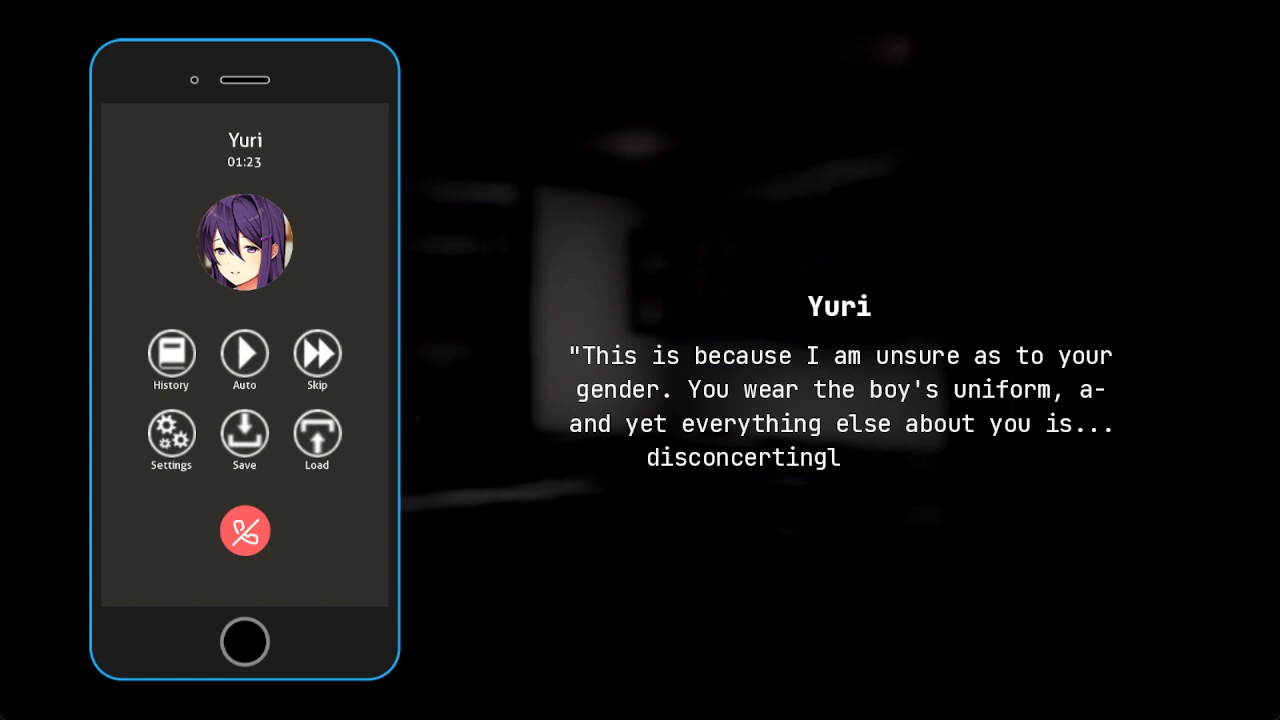 Yuri
01:23
History Auto Skip
Settings Save Load
Yuri
"This is because I am unsure as to your
gender. You wear the boy's uniform, a-
and yet everything else about you is...
disconcertingl